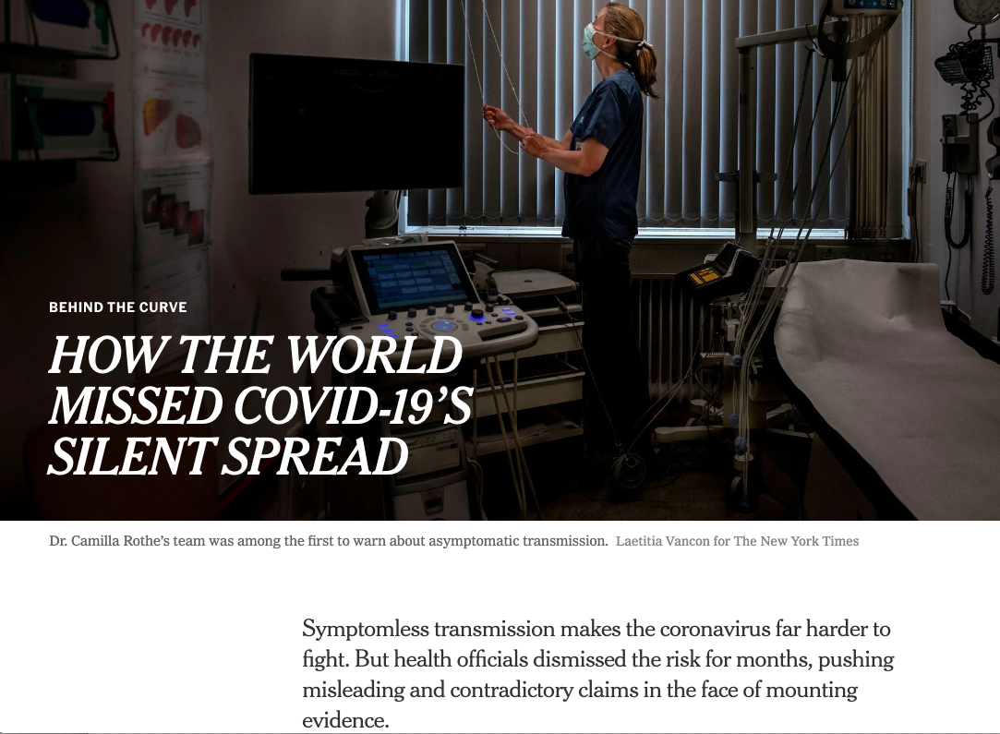 BEHIND THE CURVE
HOW THE WORLD
MISSED COVID-19’S
SILENT SPREAD
Dr. Camilla Rothe’s team was among the first to warn about asymptomatic transmission. Laetitia Vancon for The New York Times
Symptomless transmission makes the coronavirus far harder to
fight. But health officials dismissed the risk for months, pushing
misleading and contradictory claims in the face of mounting
evidence.